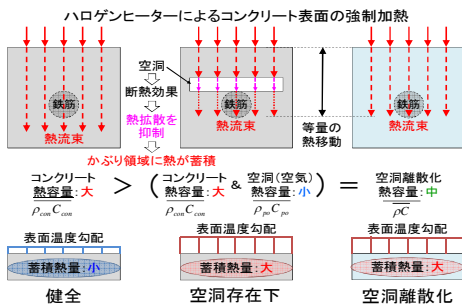 ハロゲンヒーターによるコンクリート表面の強制加熱
空洞
断熱効果
熱拡散を
抑制
鉄筋
熱流束
鉄筋
熱流束
鉄筋
熱流束
等量の
熱移動
かぶり領域に熱が蓄積
コンクリート
熱容量:大
ρconCcon
>
(
コンクリート
熱容量:大
ρconCcon
&
空洞(空気)
熱容量:小
ρpoCpo
)
=
空洞離散化
熱容量:中
ρC
表面温度勾配
蓄積熱量:小
健全
表面温度勾配
蓄積熱量:大
空洞存在下
表面温度勾配
蓄積熱量:大
空洞離散化